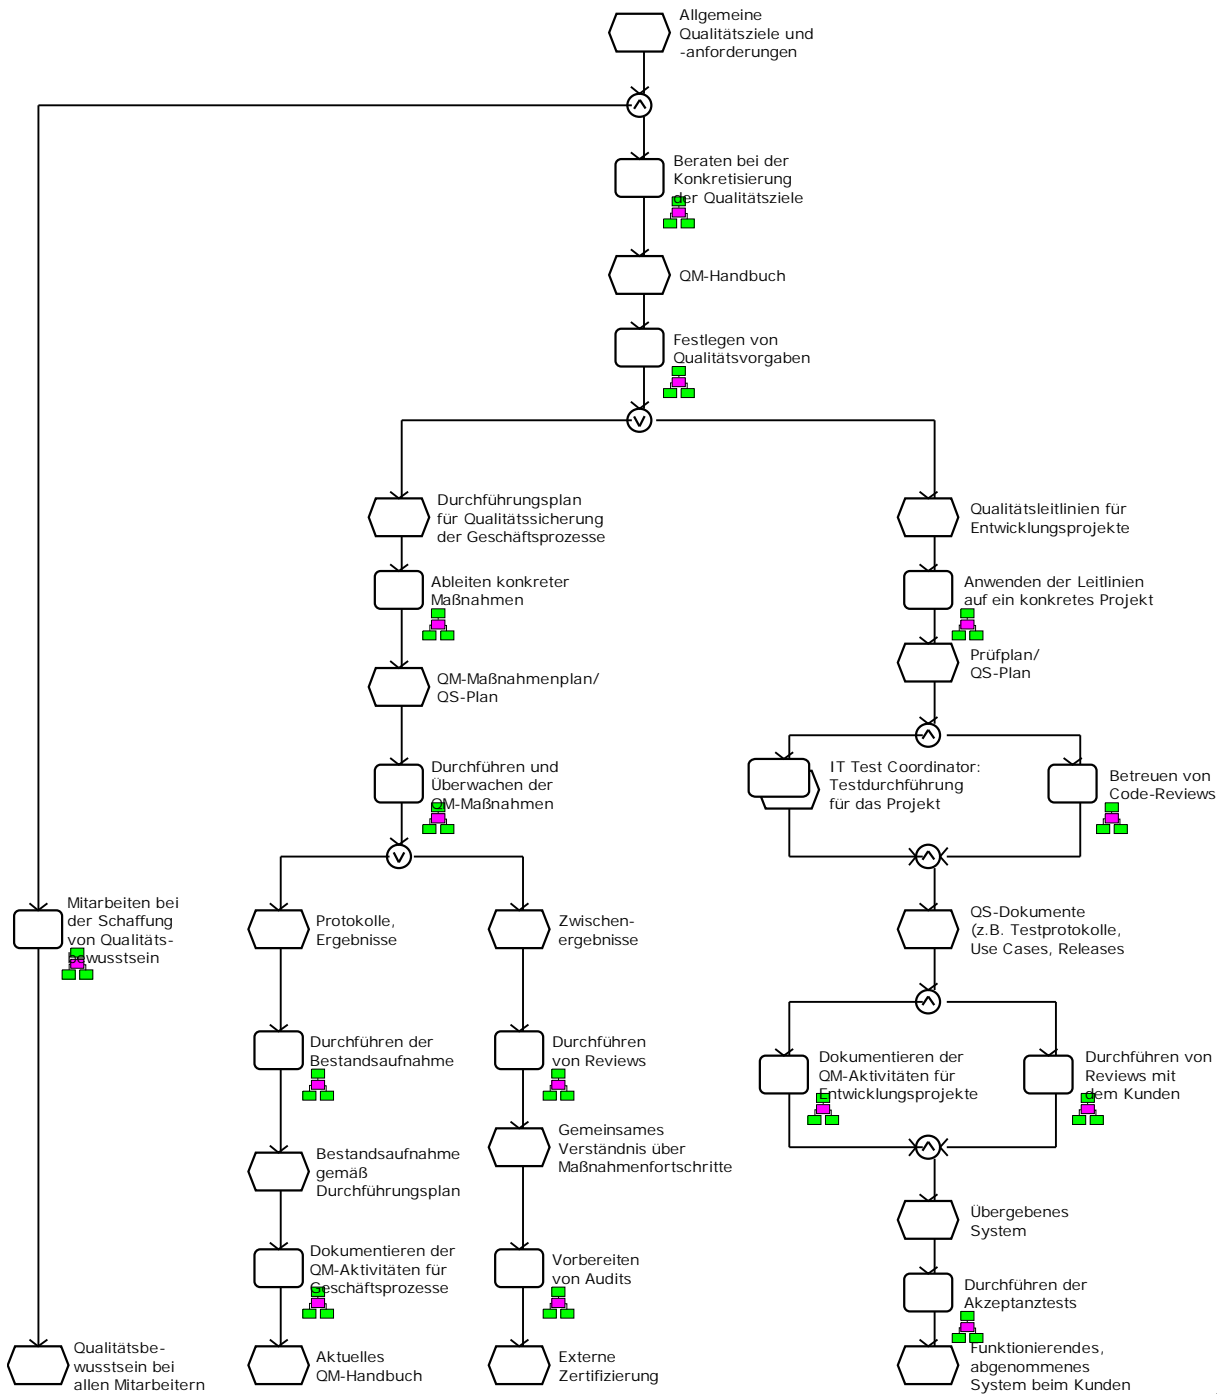 Allgemeine
Qualitätsziele und
-anforderungen
Beraten bei der
Konkretisierung
der Qualitätsziele
QM-Handbuch
Festlegen von
Qualitätsvorgaben
Durchführungsplan
für Qualitätssicherung
der Geschäftsprozesse
Qualitätsleitlinien für
Entwicklungsprojekte
Ableiten konkreter
Maßnahmen
Anwenden der Leitlinien
auf ein konkretes Projekt
QM-Maßnahmenplan/
QS-Plan
Prüfplan/
QS-Plan
Durchführen und
Überwachen der
QM-Maßnahmen
IT Test Coordinator:
Testdurchführung
für das Projekt
Betreuen von
Code-Reviews
Mitarbeiten bei
der Schaffung
von Qualitäts-
bewusstsein
Protokolle,
Ergebnisse
Zwischen-
ergebnisse
QS-Dokumente
(z.B. Testprotokolle,
Use Cases, Releases
Durchführen der
Bestandsaufnahme
Durchführen
von Reviews
Dokumentieren der
QM-Aktivitäten für
Entwicklungsprojekte
Durchführen von
Reviews mit
dem Kunden
Bestandsaufnahme
gemäß
Durchführungsplan
Gemeinsames
Verständnis über
Maßnahmenfortschritte
Übergebenes
System
Dokumentieren der
QM-Aktivitäten für
Geschäftsprozesse
Vorbereiten
von Audits
Durchführen der
Akzeptanztests
Qualitätsbe-
wusstsein bei
allen Mitarbeitern
Aktuelles
QM-Handbuch
Externe
Zertifizierung
Funktionierendes,
abgenommenes
System beim Kunden